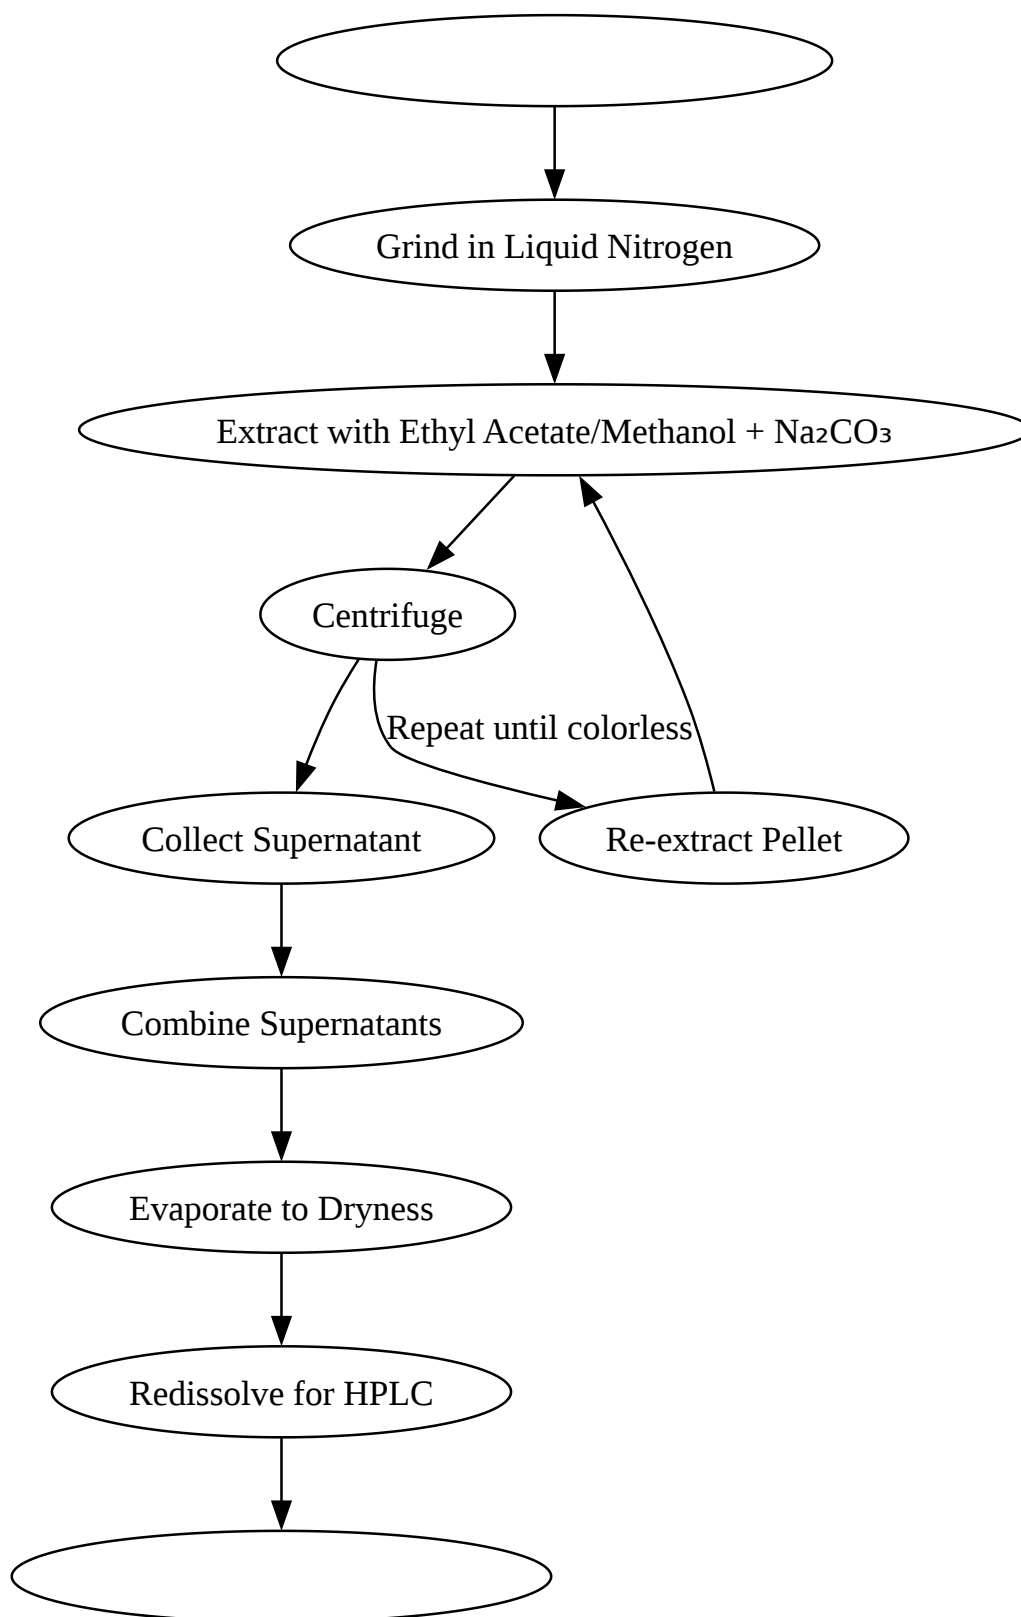 Grind in Liquid Nitrogen
Extract with Ethyl Acetate/Methanol + Na₂CO₃
Centrifuge
Repeat until colorless
Collect Supernatant
Re-extract Pellet
Combine Supernatants
Evaporate to Dryness
Redissolve for HPLC